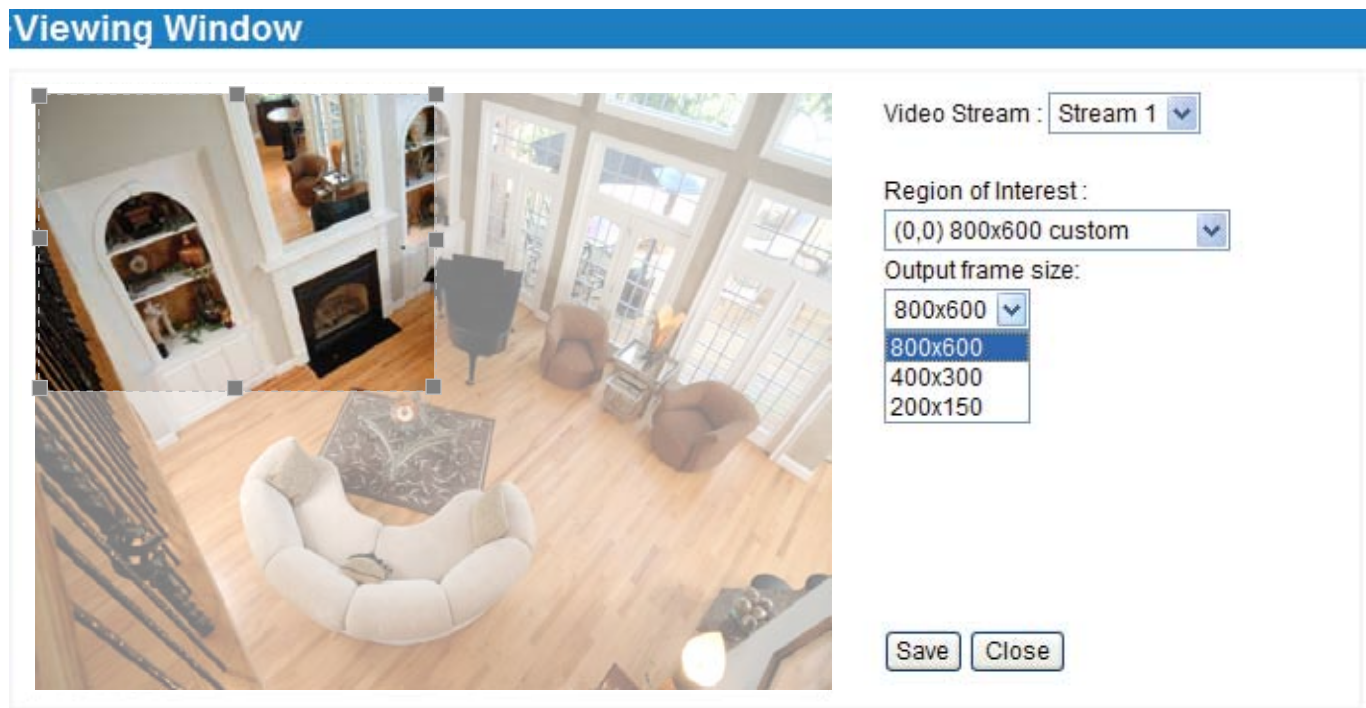 Viewing Window
Video Stream : Stream 1
Region of Interest :
(0,0) 800x600 custom
Output frame size:
800x600
800x600
400x300
200x150
Save Close